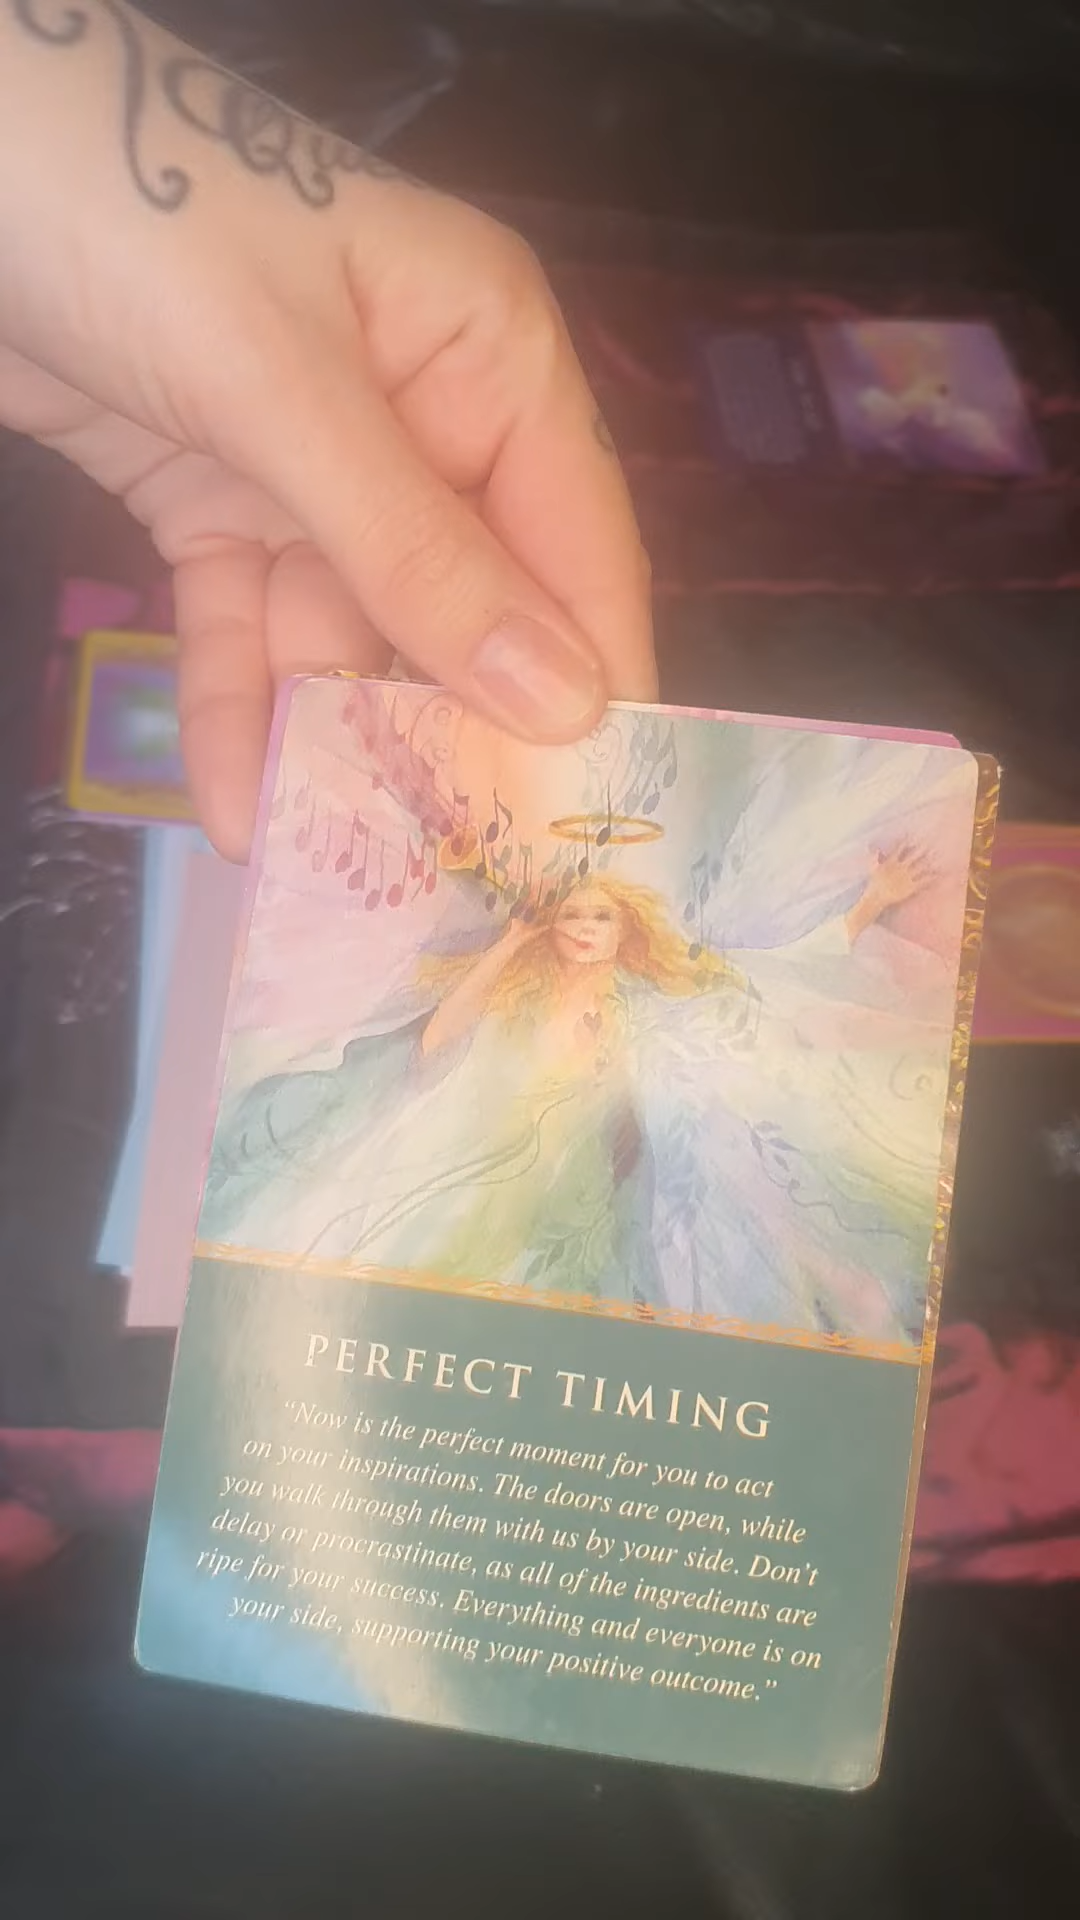 PERFECT TIMING
“Now is the perfect moment for you to act
on your inspirations. The doors are open, while
you walk through them with us by your side. Don’t
delay or procrastinate, as all of the ingredients are
ripe for your success. Everything and everyone is on
your side, supporting your positive outcome.”